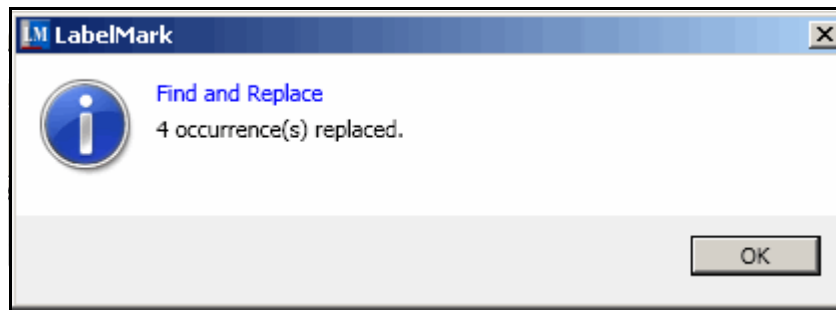 LM LabelMark
Find and Replace
4 occurrence(s) replaced.
OK